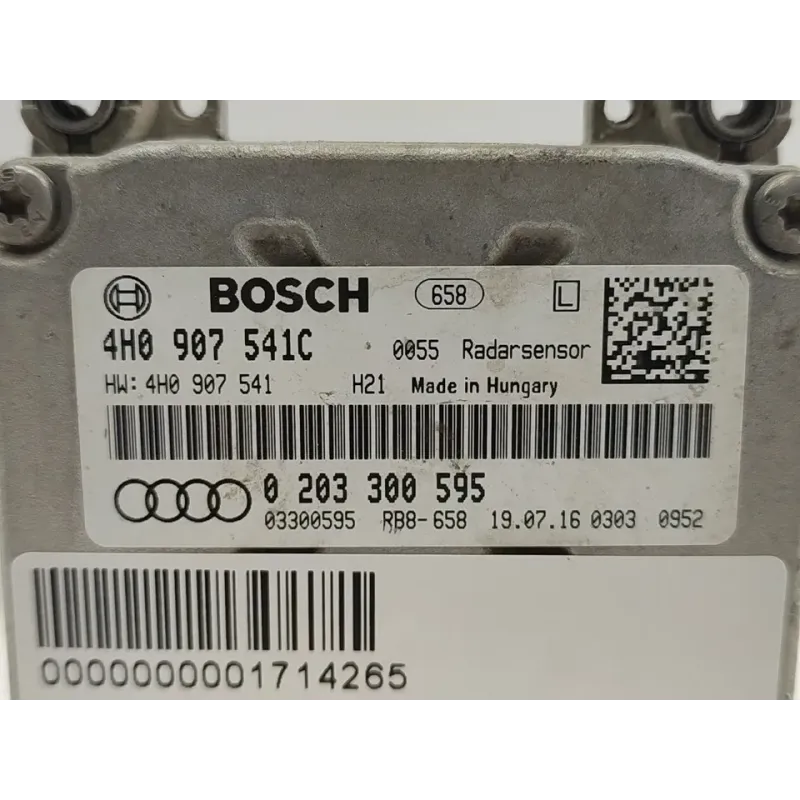 BOSCH 658 L
4H0 907 541C 0055 Radarsensor
HW: 4H0 907 541 H21 Made in Hungary
0 203 300 595
03300595 RB8-658 19.07.16 0303 0952
0000000001714265